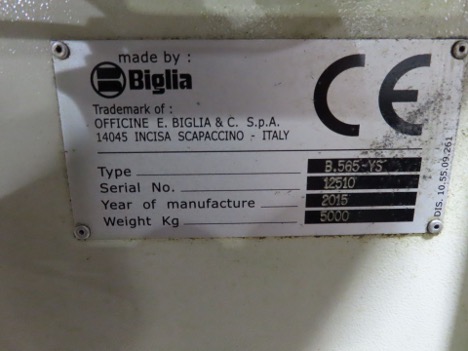 made by :
Biglia
Trademark of :
OFFICINE E. BIGLIA & C. S.p.A.
14045 INCISA SCAPACCINO - ITALY
CE
Type B.565-YS
Serial No. 12510
Year of manufacture 2015
Weight Kg 5000
DIS. 10.55.09.261